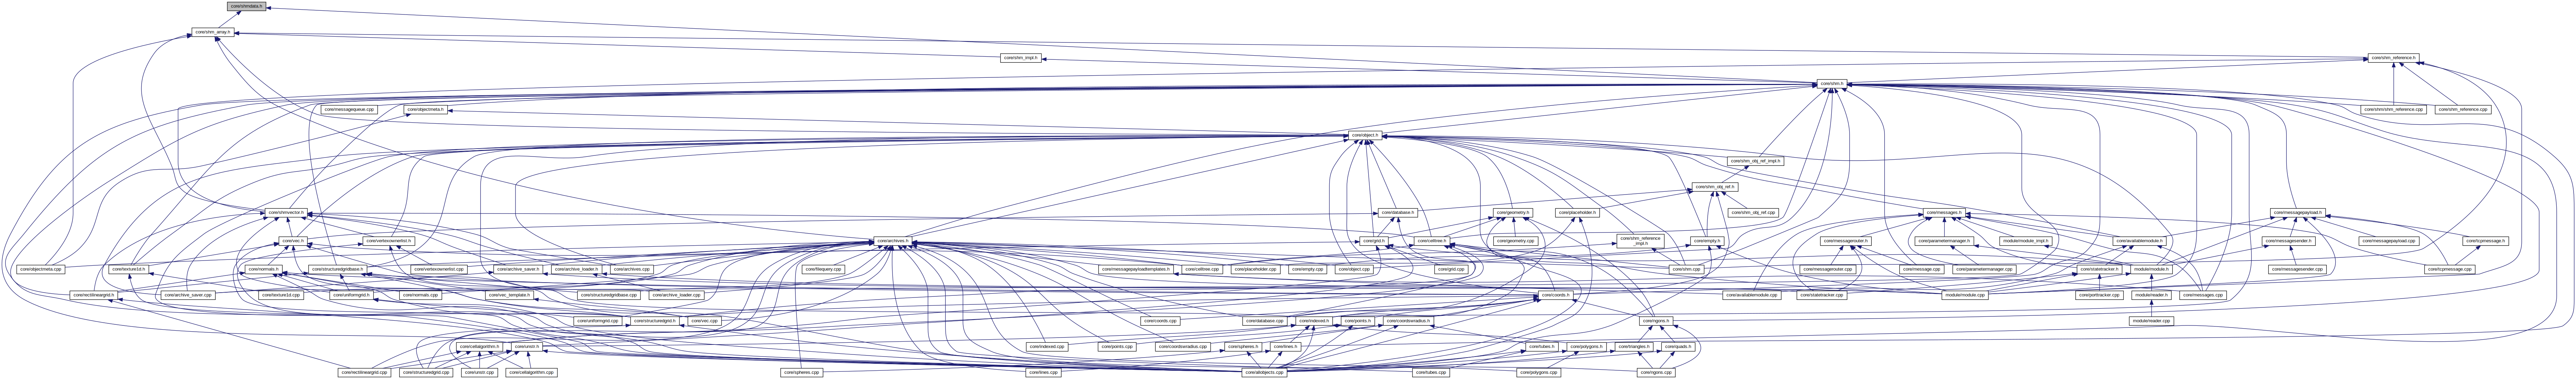 core/shmdata.h
core/shm_array.h
core/shm_impl.h
core/shm_reference.h
core/shm.h
core/messagequeue.cpp
core/objectmeta.h
core/shm/shm_reference.cpp
core/shm_reference.cpp
core/object.h
core/shm_obj_ref_impl.h
core/shm_obj_ref.h
core/shmvector.h
core/database.h
core/geometry.h
core/placeholder.h
core/shm_obj_ref.cpp
core/messages.h
core/messagepayload.h
core/vec.h
core/vertexownerlist.h
core/archives.h
core/grid.h
core/celltree.h
core/geometry.cpp
core/shm_reference
_impl.h
core/empty.h
core/messagerouter.h
core/parametermanager.h
module/module_impl.h
core/availablemodule.h
core/messagesender.h
core/messagepayload.cpp
core/tcpmessage.h
core/objectmeta.cpp
core/texture1d.h
core/normals.h
core/structuredgridbase.h
core/vertexownerlist.cpp
core/archive_saver.h
core/archive_loader.h
core/archives.cpp
core/filequery.cpp
core/messagepayloadtemplates.h
core/celltree.cpp
core/placeholder.cpp
core/empty.cpp
core/object.cpp
core/grid.cpp
core/shm.cpp
core/messagerouter.cpp
core/message.cpp
core/parametermanager.cpp
core/statetracker.h
module/module.h
core/messagesender.cpp
core/tcpmessage.cpp
core/rectilineargrid.h
core/archive_saver.cpp
core/texture1d.cpp
core/uniformgrid.h
core/normals.cpp
core/vec_template.h
core/structuredgridbase.cpp
core/archive_loader.cpp
core/coords.h
core/availablemodule.cpp
core/statetracker.cpp
module/module.cpp
core/porttracker.cpp
module/reader.h
core/messages.cpp
core/uniformgrid.cpp
core/structuredgrid.h
core/vec.cpp
core/coords.cpp
core/database.cpp
core/indexed.h
core/points.h
core/coordswradius.h
core/ngons.h
module/reader.cpp
core/cellalgorithm.h
core/unstr.h
core/indexed.cpp
core/points.cpp
core/coordswradius.cpp
core/spheres.h
core/lines.h
core/tubes.h
core/polygons.h
core/triangles.h
core/quads.h
core/rectilineargrid.cpp
core/structuredgrid.cpp
core/unstr.cpp
core/cellalgorithm.cpp
core/spheres.cpp
core/lines.cpp
core/allobjects.cpp
core/tubes.cpp
core/polygons.cpp
core/ngons.cpp